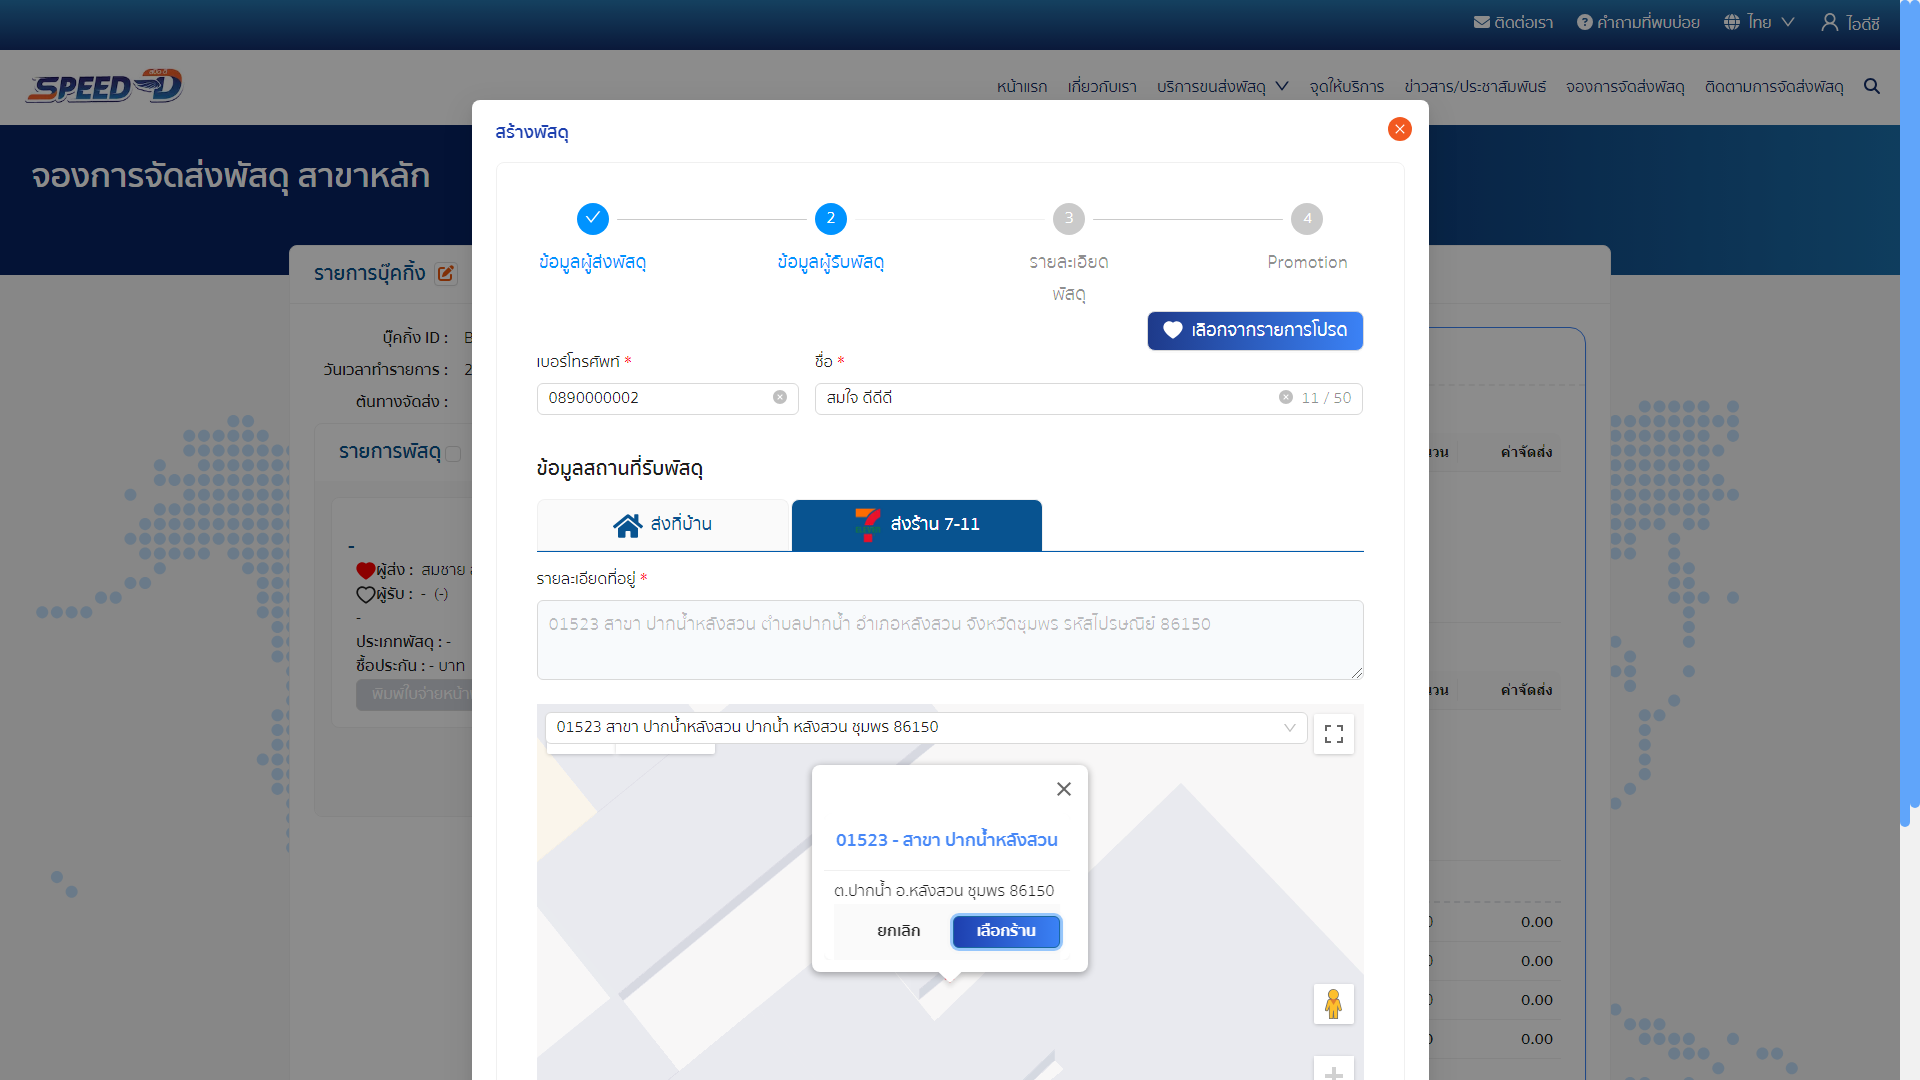 ติดต่อเรา
คำถามที่พบบ่อย
ไทย
ไอดีซี
สปีด ดี
SPEED D
หน้าแรก
เกี่ยวกับเรา
บริการขนส่งพัสดุ
จุดให้บริการ
ข่าวสาร/ประชาสัมพันธ์
จองการจัดส่งพัสดุ
ติดตามการจัดส่งพัสดุ
จองการจัดส่งพัสดุ สาขาหลัก
รายการบุ๊คกิ้ง
บุ๊คกิ้ง ID :
วันเวลาทำรายการ : 2
ต้นทางจัดส่ง :
รายการพัสดุ
-
ผู้ส่ง : สมชาย
ผู้รับ : - (-)
-
ประเภทพัสดุ : -
ซื้อประกัน : - บาท
พิมพ์ใบจ่ายหน้า
สร้างพัสดุ
2
3
4
ข้อมูลผู้ส่งพัสดุ
ข้อมูลผู้รับพัสดุ
รายละเอียด
พัสดุ
Promotion
เลือกจากรายการโปรด
เบอร์โทรศัพท์ *
ชื่อ *
0890000002
สมใจ ดีดีดี
11 / 50
ข้อมูลสถานที่รับพัสดุ
ส่งที่บ้าน
ส่งร้าน 7-11
รายละเอียดที่อยู่ *
01523 สาขา ปากน้ำหลังสวน ตำบลปากน้ำ อำเภอหลังสวน จังหวัดชุมพร รหัสไปรษณีย์ 86150
01523 สาขา ปากน้ำหลังสวน ปากน้ำ หลังสวน ชุมพร 86150
01523 - สาขา ปากน้ำหลังสวน
ต.ปากน้ำ อ.หลังสวน ชุมพร 86150
ยกเลิก
เลือกร้าน
ค่าจัดส่ง
ค่าจัดส่ง
0.00
0.00
0.00
0.00